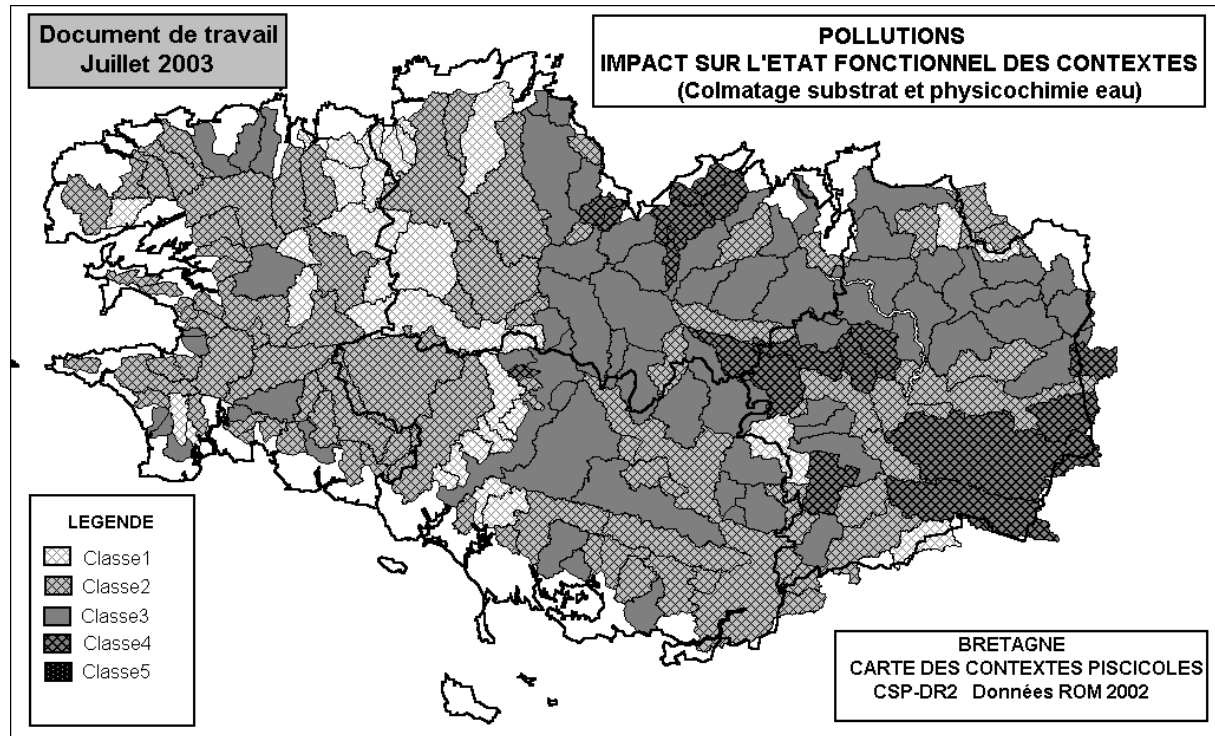 Document de travail
Juillet 2003
POLLUTIONS
IMPACT SUR L'ETAT FONCTIONNEL DES CONTEXTES
(Colmatage substrat et physicochimie eau)
LEGENDE
Classe1
Classe2
Classe3
Classe4
Classe5
BRETAGNE
CARTE DES CONTEXTES PISCICOLES
CSP-DR2 Données ROM 2002